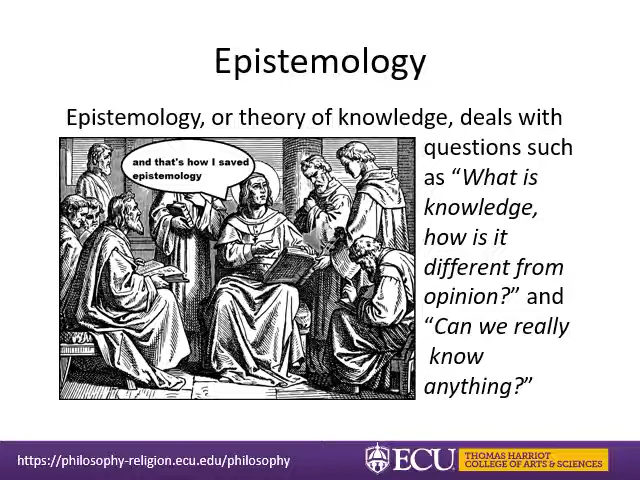 Epistemology
Epistemology, or theory of knowledge, deals with
questions such
as “What is
knowledge,
how is it
different from
opinion?” and
“Can we really
know
anything?”
and that's how I saved
epistemology
https://philosophy-religion.ecu.edu/philosophy
ECU
THOMAS HARRIOT
COLLEGE OF ARTS & SCIENCES